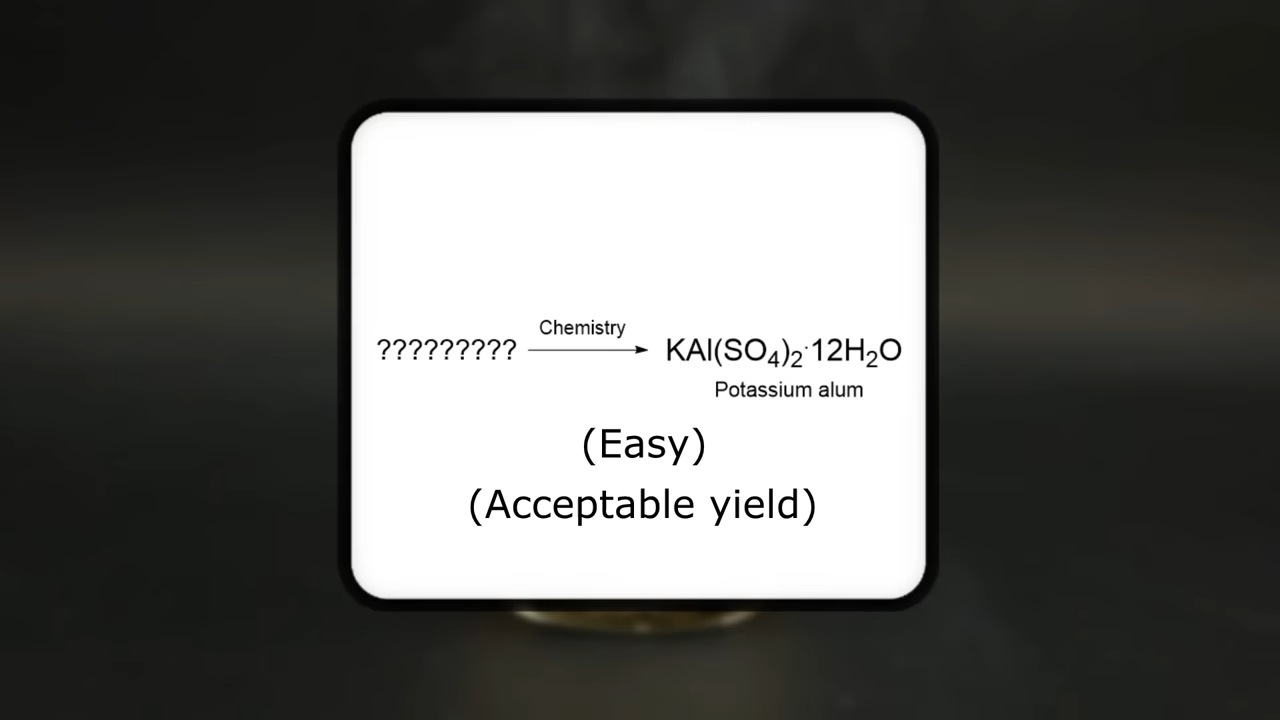 Chemistry
????????? KAl(SO₄)₂·12H₂O
Potassium alum
(Easy)
(Acceptable yield)